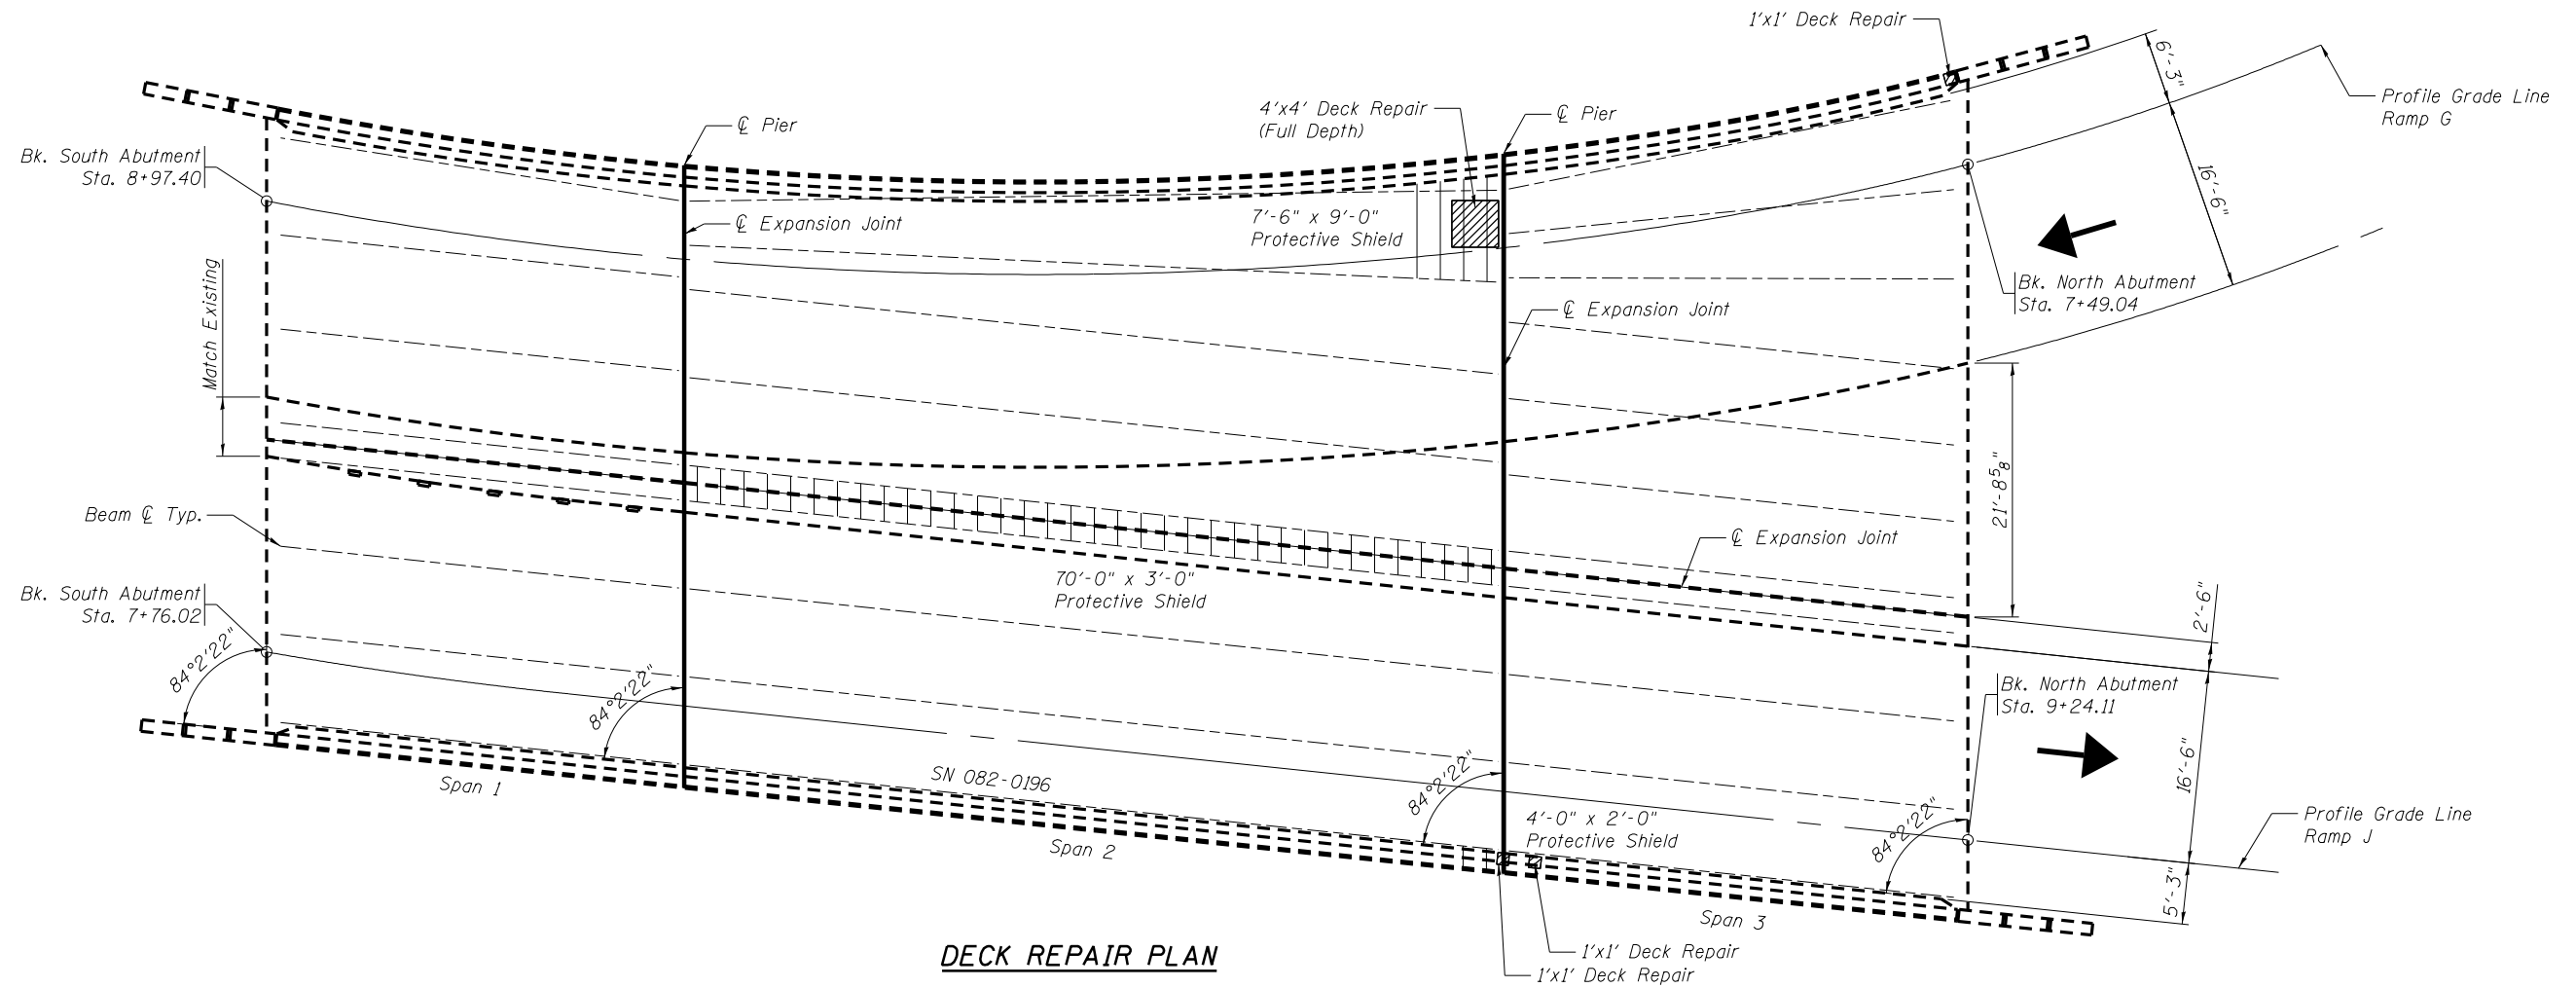 1'x1' Deck Repair
6'-3"
Profile Grade Line
Ramp G
4'x4' Deck Repair
(Full Depth)
℄ Pier
℄ Pier
Bk. South Abutment
Sta. 8+97.40
16'-6"
7'-6" x 9'-0"
Protective Shield
℄ Expansion Joint
Bk. North Abutment
Sta. 7+49.04
Match Existing
℄ Expansion Joint
21'-8⅝"
Beam ℄ Typ.
℄ Expansion Joint
70'-0" x 3'-0"
Protective Shield
Bk. South Abutment
Sta. 7+76.02
2'-6"
84°2'22"
84°2'22"
Bk. North Abutment
Sta. 9+24.11
16'-6"
SN 082-0196
84°2'22"
Span 1
4'-0" x 2'-0"
Protective Shield
84°2'22"
Profile Grade Line
Ramp J
Span 2
5'-3"
Span 3
DECK REPAIR PLAN
1'x1' Deck Repair
1'x1' Deck Repair